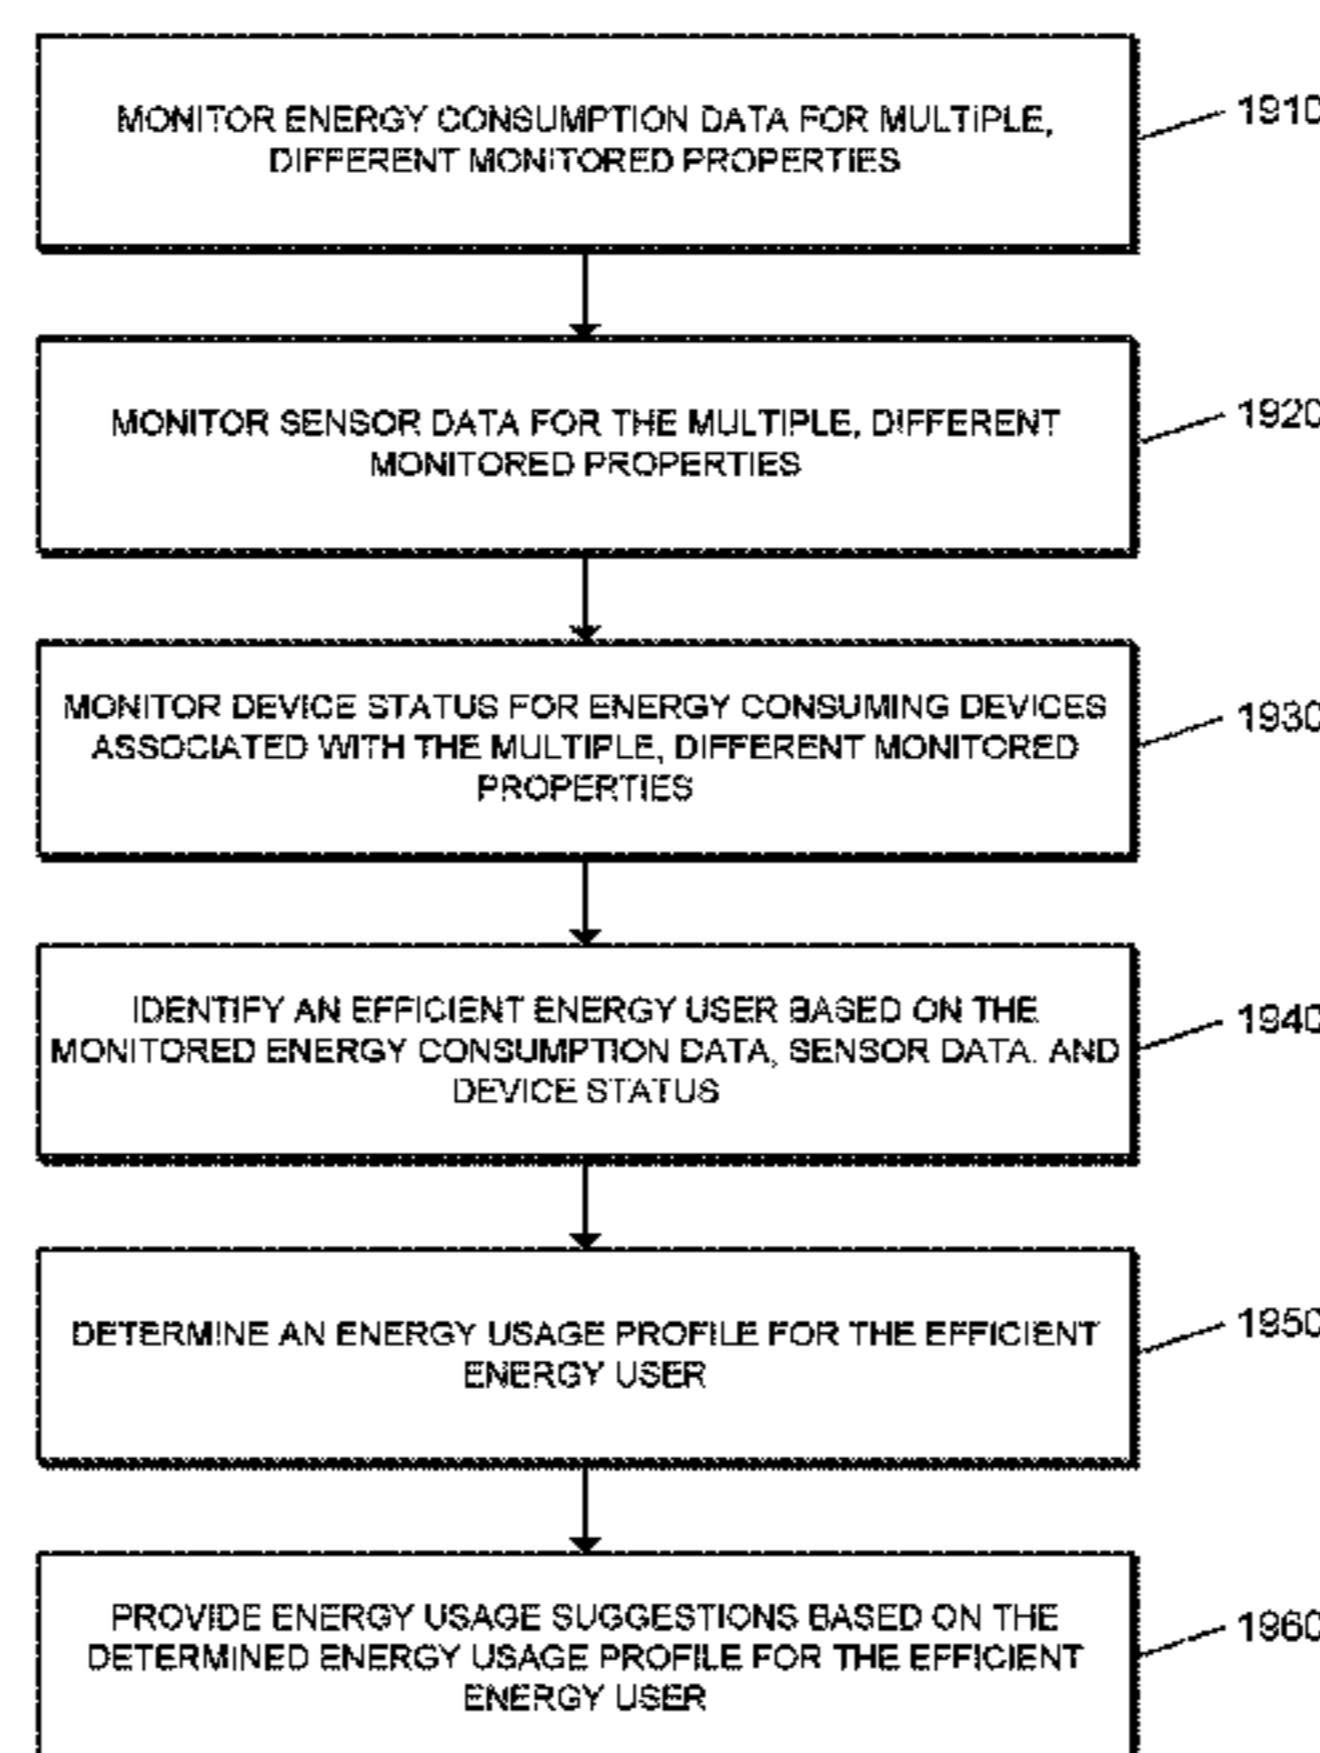 MONITOR ENERGY CONSUMPTION DATA FOR MULTIPLE,
DIFFERENT MONITORED PROPERTIES
1910
MONITOR SENSOR DATA FOR THE MULTIPLE, DIFFERENT
MONITORED PROPERTIES
1920
MONITOR DEVICE STATUS FOR ENERGY CONSUMING DEVICES
ASSOCIATED WITH THE MULTIPLE, DIFFERENT MONITORED
PROPERTIES
1930
IDENTIFY AN EFFICIENT ENERGY USER BASED ON THE
MONITORED ENERGY CONSUMPTION DATA, SENSOR DATA, AND
DEVICE STATUS
1940
DETERMINE AN ENERGY USAGE PROFILE FOR THE EFFICIENT
ENERGY USER
1950
PROVIDE ENERGY USAGE SUGGESTIONS BASED ON THE
DETERMINED ENERGY USAGE PROFILE FOR THE EFFICIENT
ENERGY USER
1960